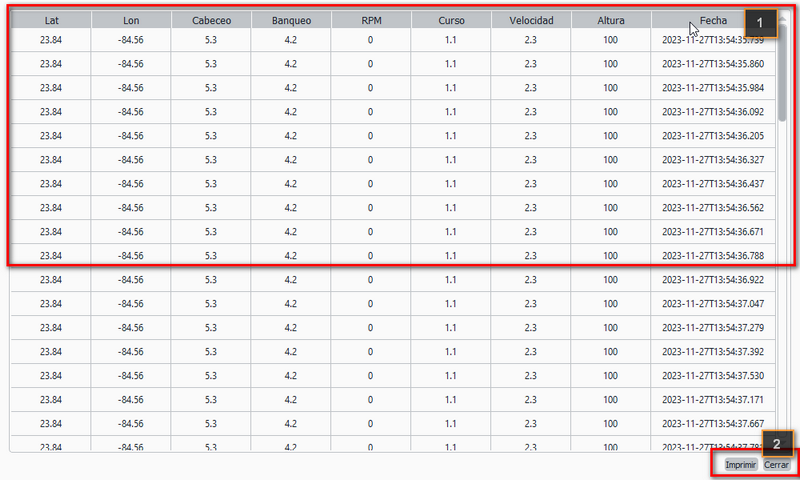 Lat Lon Cabeceo Banqueo RPM Curso Velocidad Altura Fecha 1
23.84 -84.56 5.3 4.2 0 1.1 2.3 100 2023-11-27T13:54:35.739
23.84 -84.56 5.3 4.2 0 1.1 2.3 100 2023-11-27T13:54:35.860
23.84 -84.56 5.3 4.2 0 1.1 2.3 100 2023-11-27T13:54:35.984
23.84 -84.56 5.3 4.2 0 1.1 2.3 100 2023-11-27T13:54:36.092
23.84 -84.56 5.3 4.2 0 1.1 2.3 100 2023-11-27T13:54:36.205
23.84 -84.56 5.3 4.2 0 1.1 2.3 100 2023-11-27T13:54:36.327
23.84 -84.56 5.3 4.2 0 1.1 2.3 100 2023-11-27T13:54:36.437
23.84 -84.56 5.3 4.2 0 1.1 2.3 100 2023-11-27T13:54:36.562
23.84 -84.56 5.3 4.2 0 1.1 2.3 100 2023-11-27T13:54:36.671
23.84 -84.56 5.3 4.2 0 1.1 2.3 100 2023-11-27T13:54:36.788
23.84 -84.56 5.3 4.2 0 1.1 2.3 100 2023-11-27T13:54:36.922
23.84 -84.56 5.3 4.2 0 1.1 2.3 100 2023-11-27T13:54:37.047
23.84 -84.56 5.3 4.2 0 1.1 2.3 100 2023-11-27T13:54:37.279
23.84 -84.56 5.3 4.2 0 1.1 2.3 100 2023-11-27T13:54:37.392
23.84 -84.56 5.3 4.2 0 1.1 2.3 100 2023-11-27T13:54:37.530
23.84 -84.56 5.3 4.2 0 1.1 2.3 100 2023-11-27T13:54:37.171
23.84 -84.56 5.3 4.2 0 1.1 2.3 100 2023-11-27T13:54:37.667
23.84 -84.56 5.3 4.2 0 1.1 2.3 100
2
Imprimir Cerrar